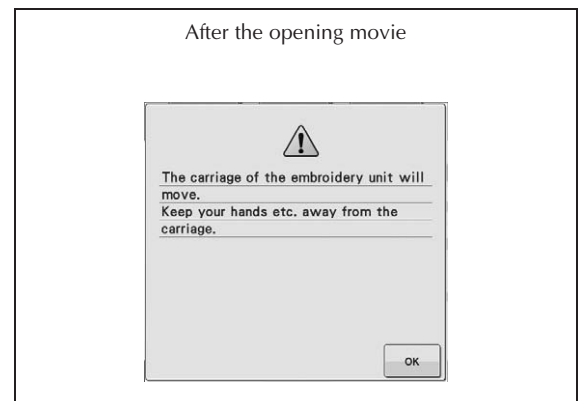 After the opening movie
The carriage of the embroidery unit will
move.
Keep your hands etc. away from the
carriage.
OK